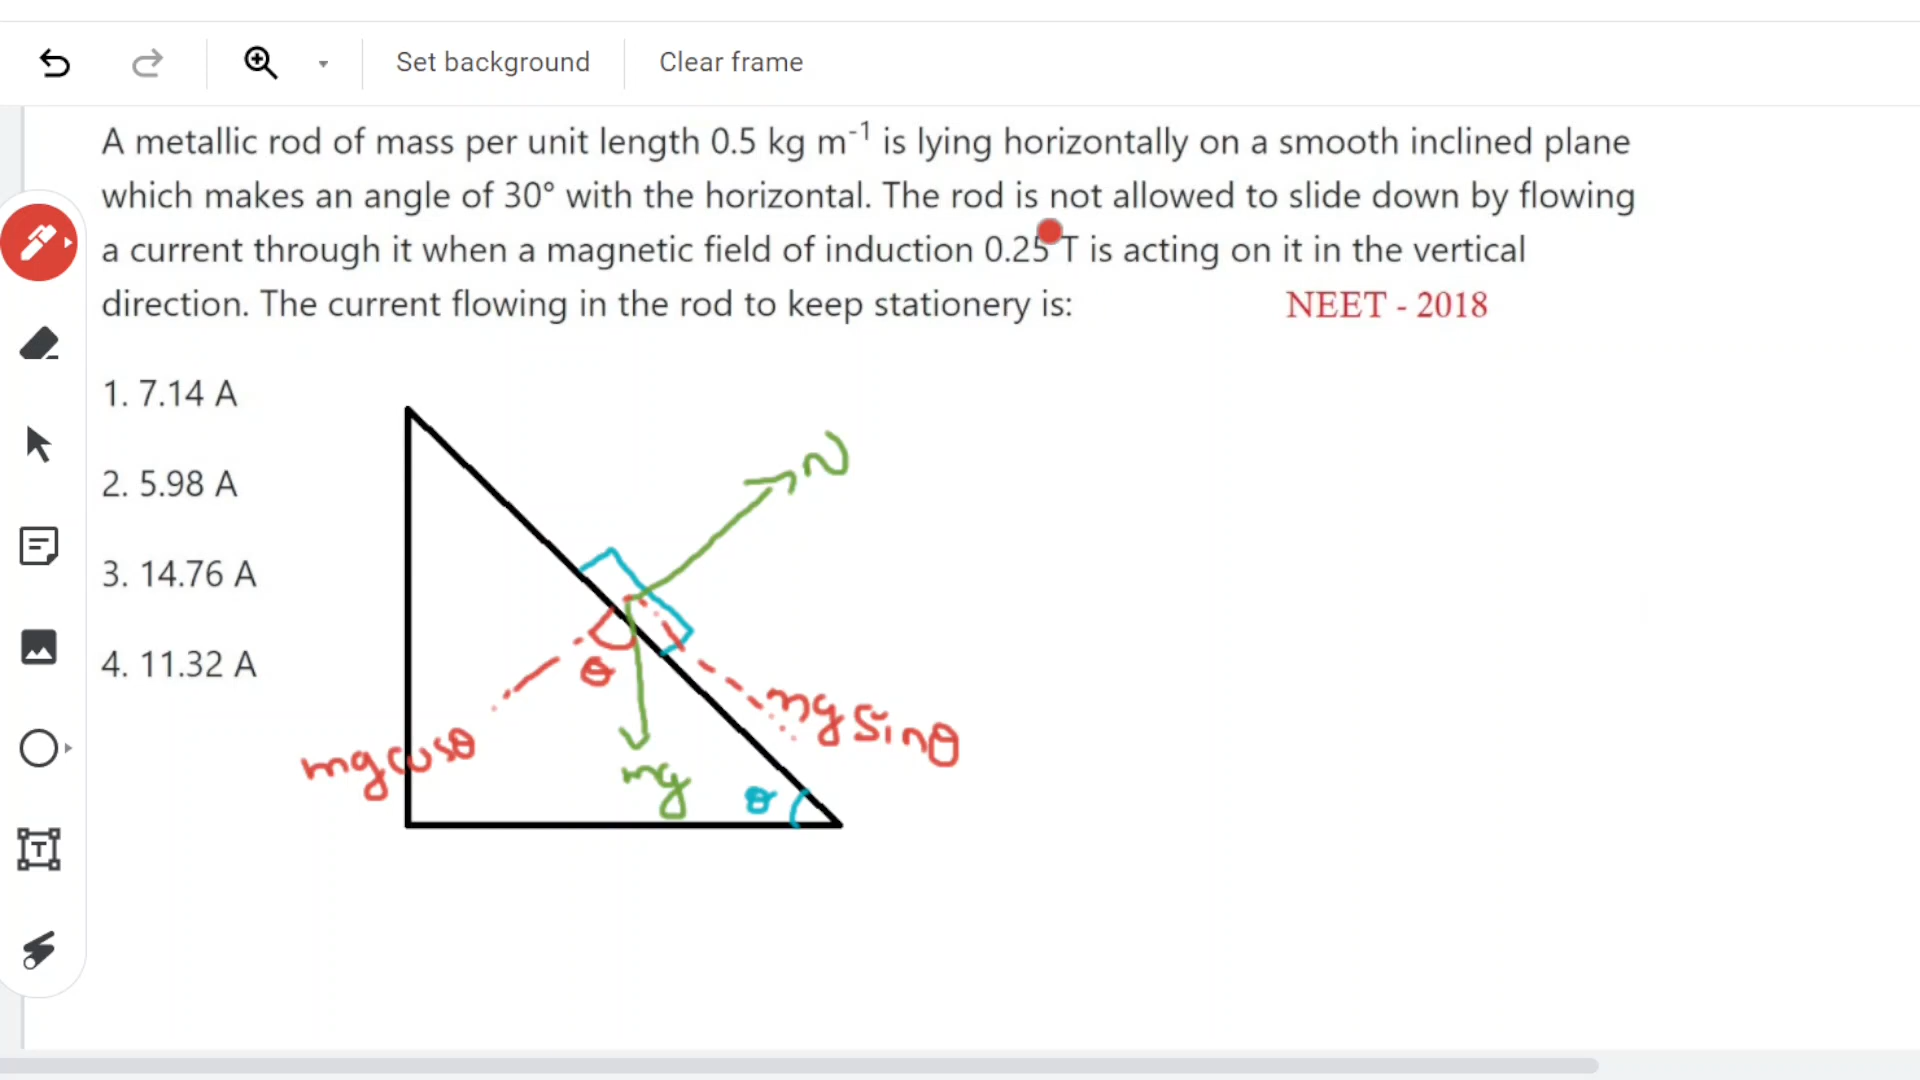 Set background Clear frame
A metallic rod of mass per unit length 0.5 kg m⁻¹ is lying horizontally on a smooth inclined plane
which makes an angle of 30° with the horizontal. The rod is not allowed to slide down by flowing
a current through it when a magnetic field of induction 0.25 T is acting on it in the vertical
direction. The current flowing in the rod to keep stationery is: NEET - 2018
1. 7.14 A
2. 5.98 A
3. 14.76 A
4. 11.32 A
N
θ
mg sinθ
mg cosθ
mg
θ
T